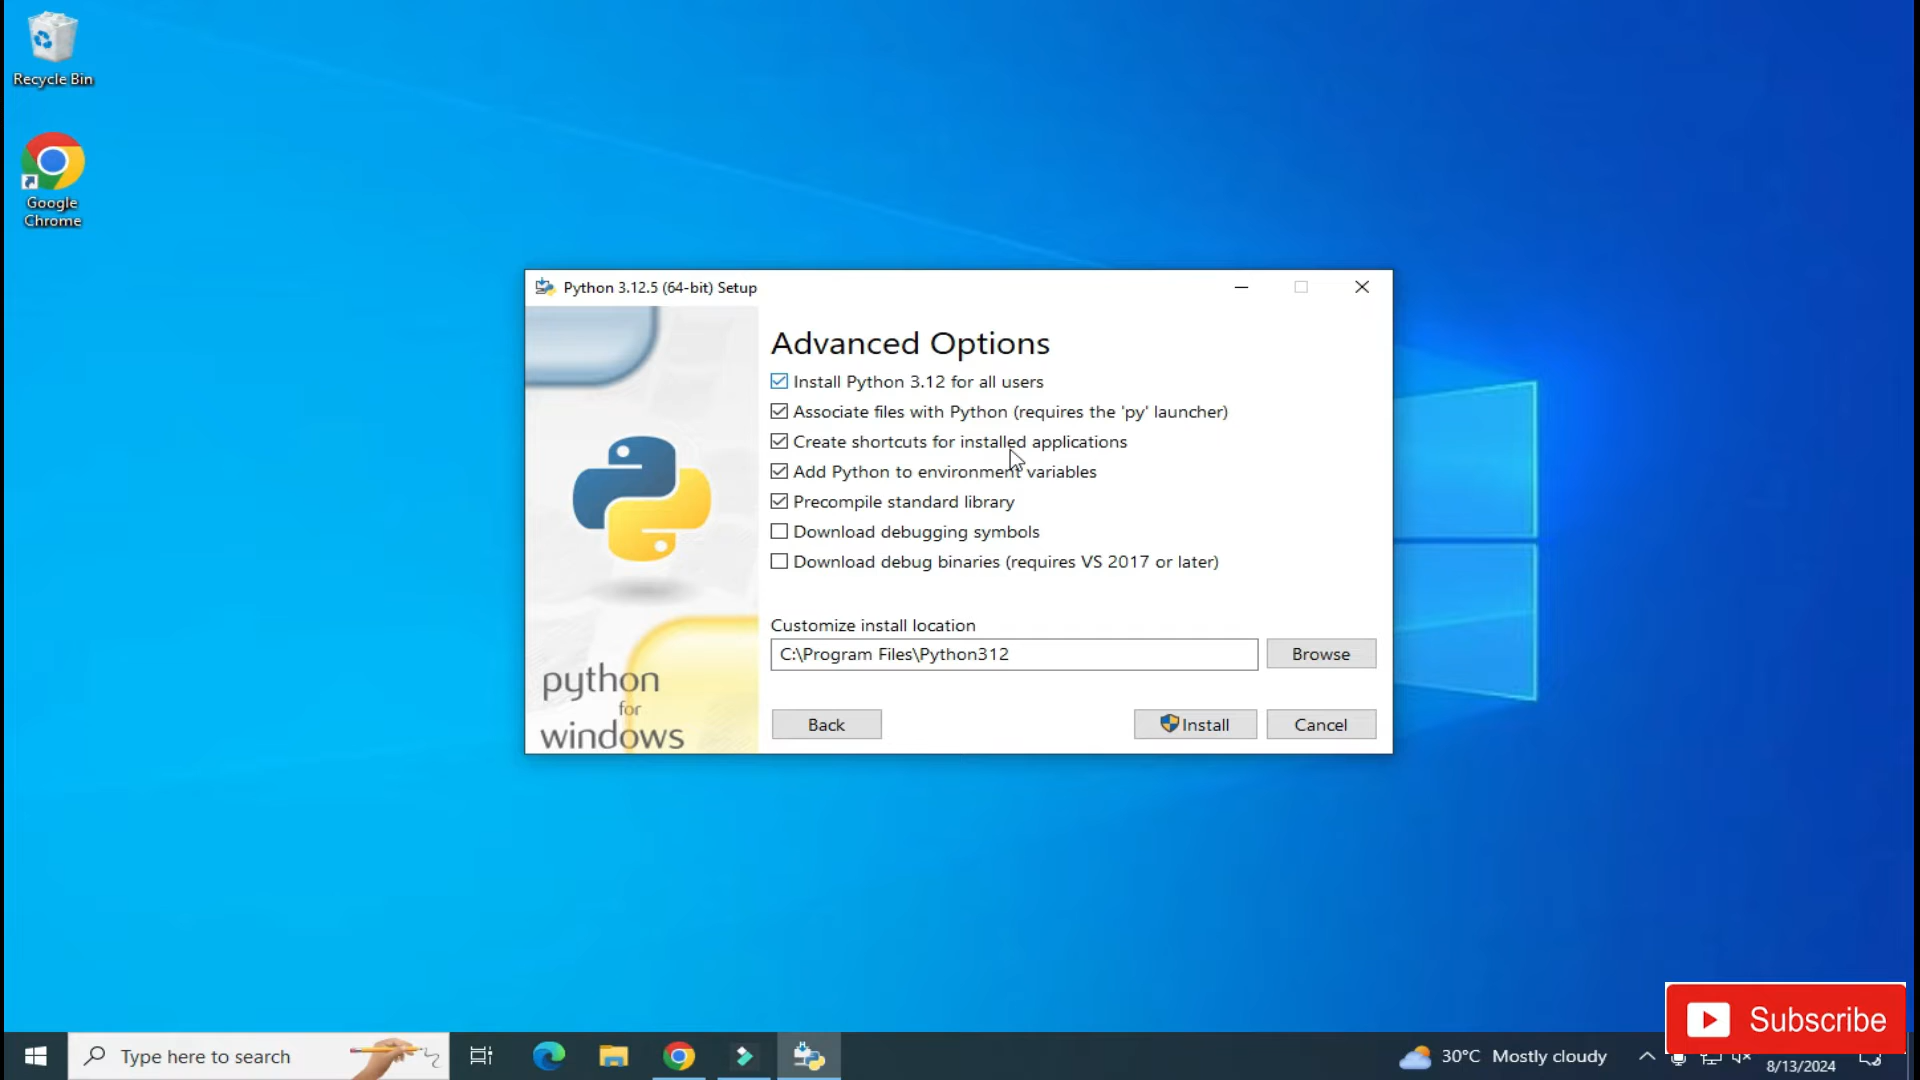 Recycle Bin
Google
Chrome
Python 3.12.5 (64-bit) Setup
Advanced Options
Install Python 3.12 for all users
Associate files with Python (requires the 'py' launcher)
Create shortcuts for installed applications
Add Python to environment variables
Precompile standard library
Download debugging symbols
Download debug binaries (requires VS 2017 or later)
Customize install location
C:\Program Files\Python312
Browse
python
for
windows
Back
Install
Cancel
Subscribe
Type here to search
30°C Mostly cloudy
8/13/2024